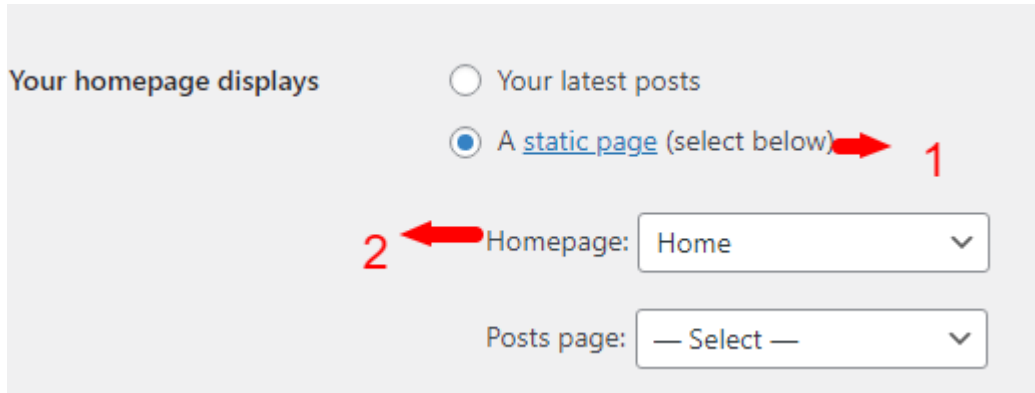 Your homepage displays
Your latest posts
A static page (select below)
1
2
Homepage: Home
Posts page: — Select —